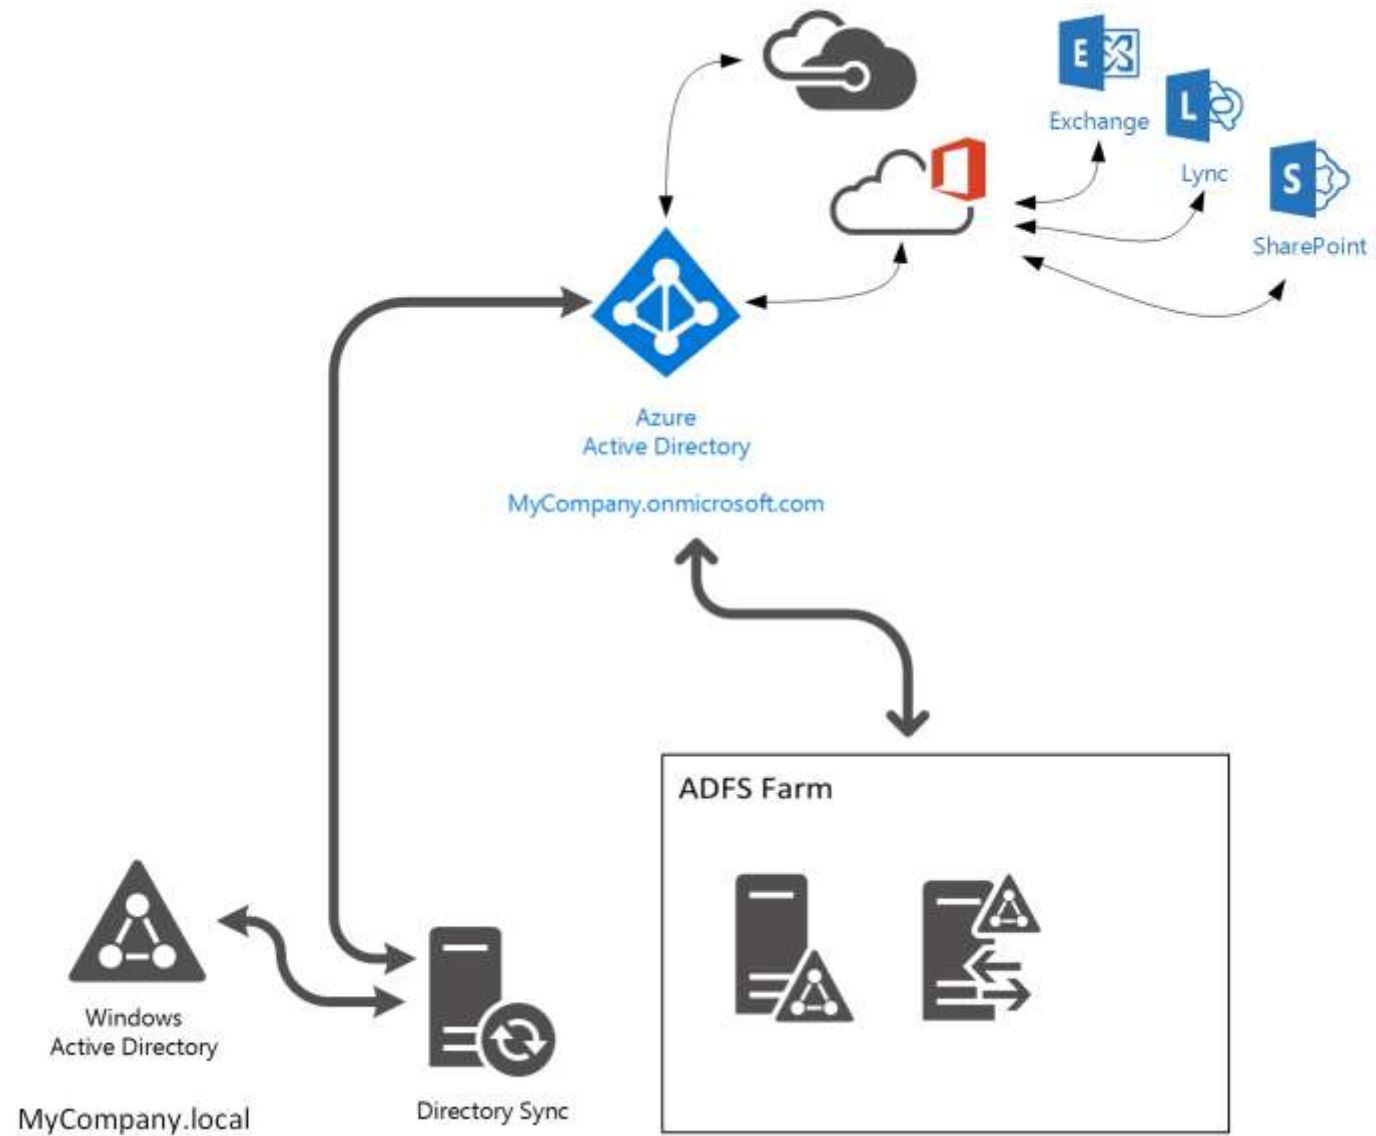 E
Exchange
L
Lync
S
SharePoint
Azure
Active Directory
MyCompany.onmicrosoft.com
ADFS Farm
Windows
Active Directory
MyCompany.local
Directory Sync